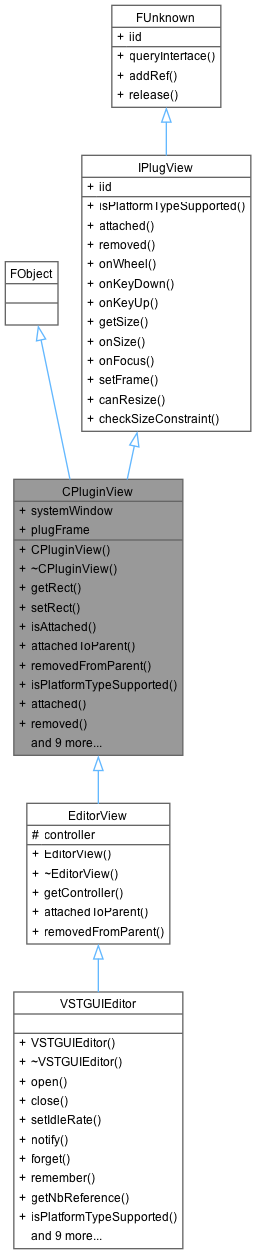 FUnknown
+ iid
+ queryInterface()
+ addRef()
+ release()
IPlugView
+ iid
+ isPlatformTypeSupported()
+ attached()
+ removed()
+ onWheel()
+ onKeyDown()
+ onKeyUp()
+ getSize()
+ onSize()
+ onFocus()
+ setFrame()
+ canResize()
+ checkSizeConstraint()
FObject
CPluginView
+ systemWindow
+ plugFrame
+ CPluginView()
+ ~CPluginView()
+ getRect()
+ setRect()
+ isAttached()
+ attachedToParent()
+ removedFromParent()
+ isPlatformTypeSupported()
+ attached()
+ removed()
and 9 more...
EditorView
# controller
+ EditorView()
+ ~EditorView()
+ getController()
+ attachedToParent()
+ removedFromParent()
VSTGUIEditor
+ VSTGUIEditor()
+ ~VSTGUIEditor()
+ open()
+ close()
+ setIdleRate()
+ notify()
+ forget()
+ remember()
+ getNbReference()
+ isPlatformTypeSupported()
and 9 more...